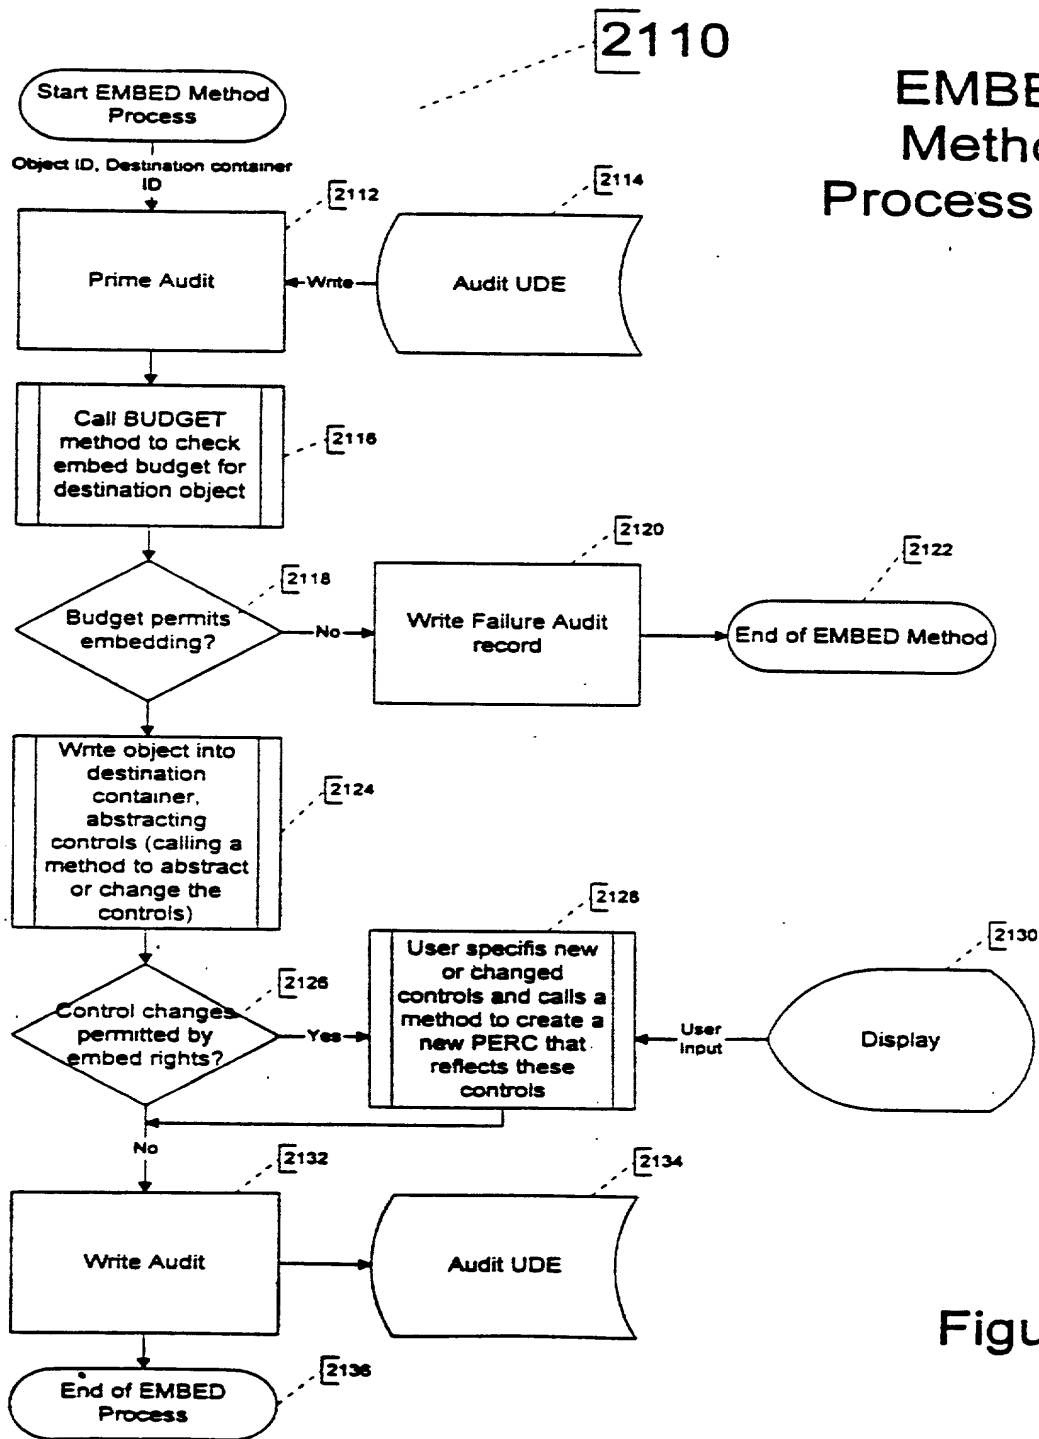 2110
EMBE
Metho
Process
Start EMBED Method
Process
Object ID, Destination container
ID
2112
2114
Prime Audit
Write
Audit UDE
Call BUDGET
method to check
embed budget for
destination object
2116
2118
Budget permits
embedding?
No
2120
Write Failure Audit
record
2122
End of EMBED Method
Write object into
destination
container,
abstracting
controls (calling a
method to abstract
or change the
controls)
2124
2126
Control changes
permitted by
embed rights?
Yes
2128
User specifis new
or changed
controls and calls a
method to create a
new PERC that
reflects these
controls
User
Input
2130
Display
No
2132
2134
Write Audit
Audit UDE
Figu
2136
End of EMBED
Process